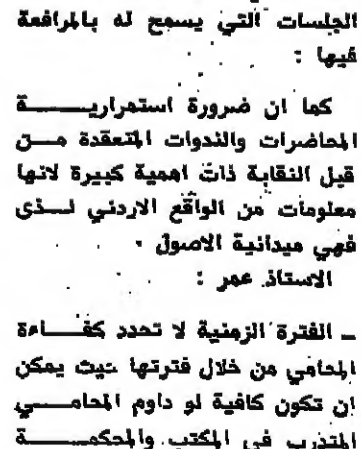 الجلسات التي يسمح له بالمرافعة
فيها :
كما ان ضرورة استمرارية
المحاضرات والندوات المتعقدة من
قبل النقابة ذات اهمية كبيرة لانها
معلومات من الواقع الاردني لذى
فهي ميدانية الاصول .
الاستاذ عمر :
ــ الفترة الزمنية لا تحدد كفاءة
المحامي من خلال فترتها حيث يمكن
ان تكون كافية لو داوم المحامي
المتدرب في المكتب والمحكمة